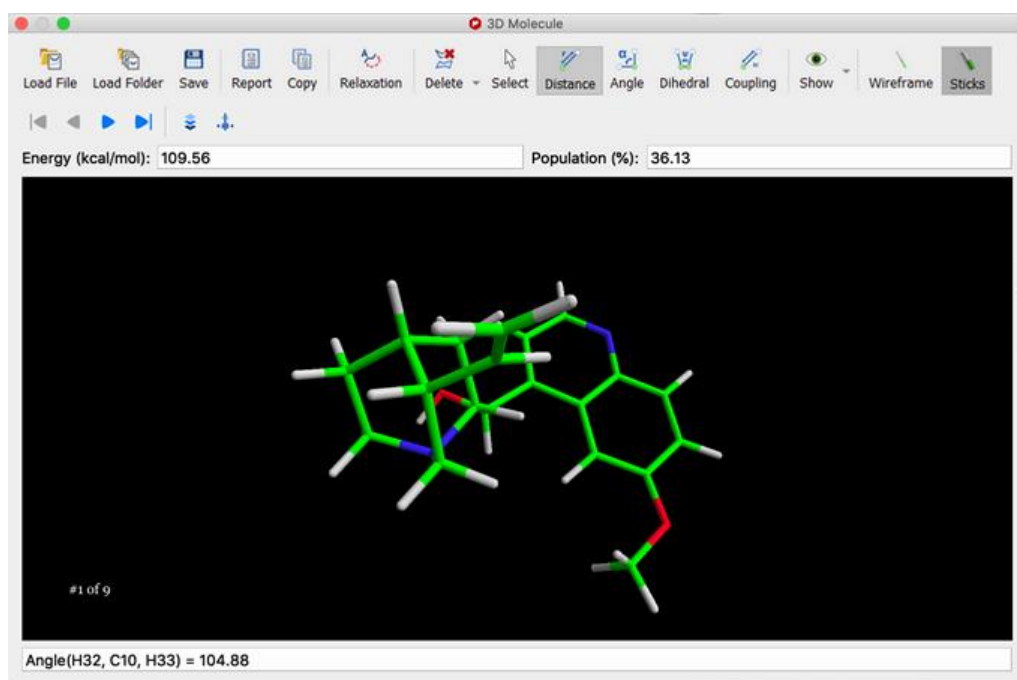 3D Molecule
Load File Load Folder Save Report Copy Relaxation Delete Select Distance Angle Dihedral Coupling Show Wireframe Sticks
Energy (kcal/mol): 109.56 Population (%): 36.13
#1 of 9
Angle(H32, C10, H33) = 104.88